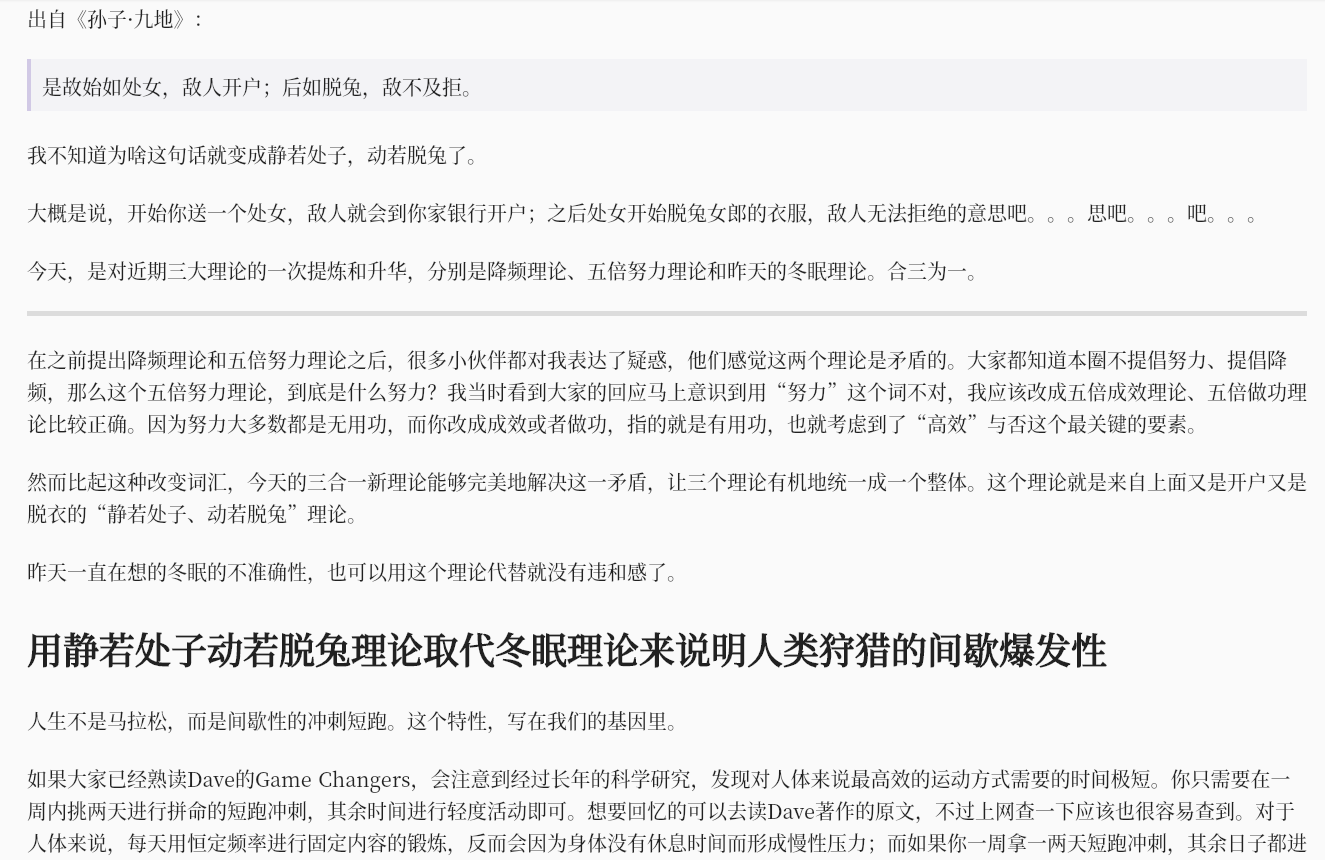 出自《孙子·九地》:
是故始如处女，敌人开户；后如脱兔，敌不及拒。
我不知道为啥这句话就变成静若处子，动若脱兔了。
大概是说，开始你送一个处女，敌人就会到你家银行开户；之后处女开始脱兔女郎的衣服，敌人无法拒绝的意思吧。。。思吧。。。吧。。。
今天，是对近期三大理论的一次提炼和升华，分别是降频理论、五倍努力理论和昨天的冬眠理论。合三为一。
在之前提出降频理论和五倍努力理论之后，很多小伙伴都对我表达了疑惑，他们感觉这两个理论是矛盾的。大家都知道本圈不提倡努力、提倡降
频，那么这个五倍努力理论，到底是什么努力？我当时看到大家的回应马上意识到用“努力”这个词不对，我应该改成五倍成效理论、五倍做功理
论比较正确。因为努力大多数都是无用功，而你改成成效或者做功，指的就是有用功，也就考虑到了“高效”与否这个最关键的要素。
然而比起这种改变词汇，今天的三合一新理论能够完美地解决这一矛盾，让三个理论有机地统一成一个整体。这个理论就是来自上面又是开户又是
脱衣的“静若处子、动若脱兔”理论。
昨天一直在想的冬眠的不准确性，也可以用这个理论代替就没有违和感了。
用静若处子动若脱兔理论取代冬眠理论来说明人类狩猎的间歇爆发性
人生不是马拉松，而是间歇性的冲刺短跑。这个特性，写在我们的基因里。
如果大家已经熟读Dave的Game Changers，会注意到经过长年的科学研究，发现对人体来说最高效的运动方式需要的时间极短。你只需要在一
周内挑两天进行拼命的短跑冲刺，其余时间进行轻度活动即可。想要回忆的可以去读Dave著作的原文，不过上网查一下应该也很容易查到。对于
人体来说，每天用恒定频率进行固定内容的锻炼，反而会因为身体没有休息时间而形成慢性压力；而如果你一周拿一两天短跑冲刺，其余日子都进